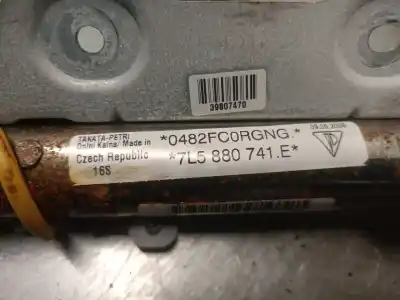 39807470
TAKATA-PETRI
Dolni Kalna/ Made in
Czech Republic
16S
*0482FC0RGNG.*
*7L5 880 741.E*